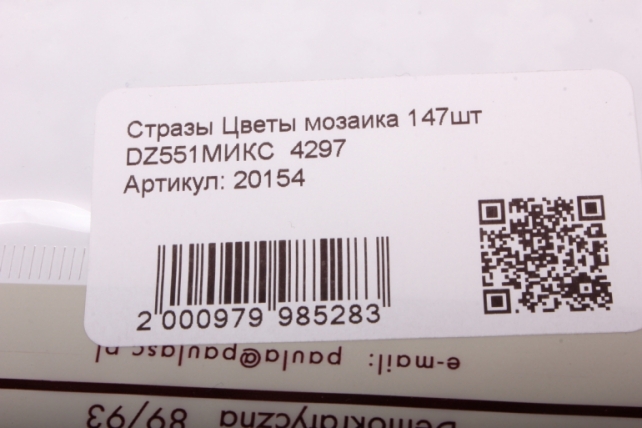 Стразы Цветы мозаика 147шт
DZ551МИКС 4297
Артикул: 20154
2 000979 985283
e-mail: paula@paulasc.pl
Demokratyczna 89/93